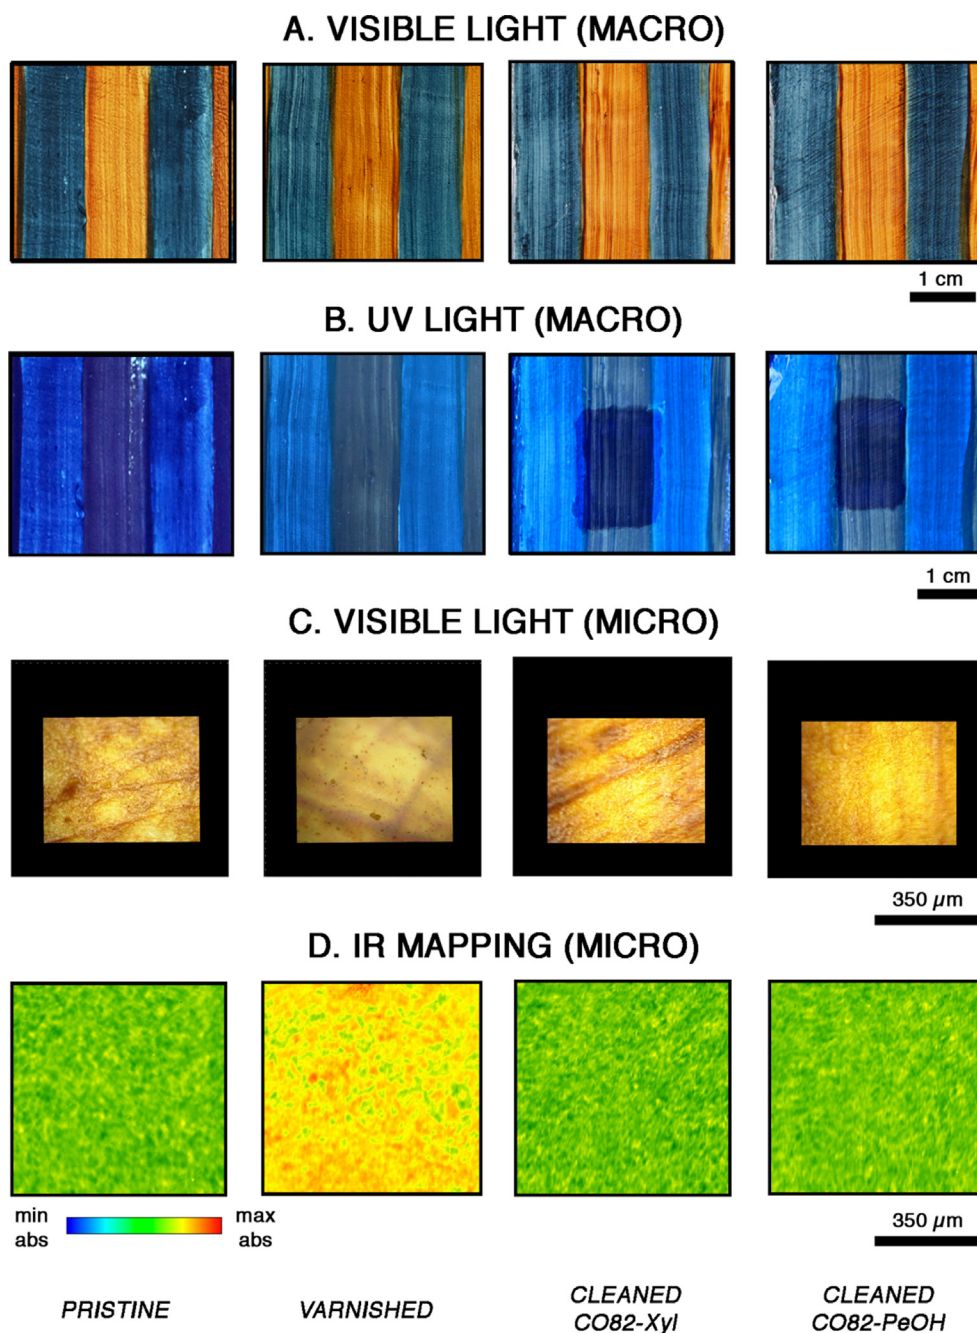 A. VISIBLE LIGHT (MACRO)
1 cm
B. UV LIGHT (MACRO)
1 cm
C. VISIBLE LIGHT (MICRO)
350 µm
D. IR MAPPING (MICRO)
min
abs
max
abs
350 µm
PRISTINE
VARNISHED
CLEANED
CO82-Xyl
CLEANED
CO82-PeOH